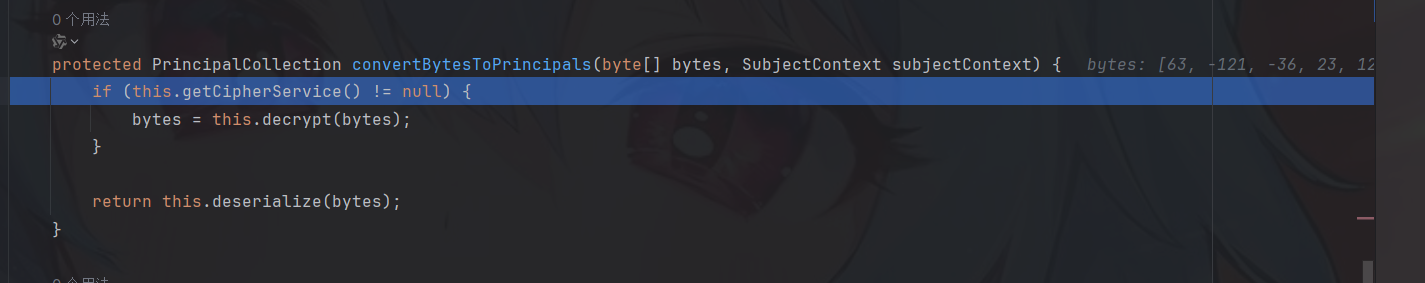 0 个用法
protected PrincipalCollection convertBytesToPrincipals(byte[] bytes, SubjectContext subjectContext) {   bytes: [63, -121, -36, 23, 12
    if (this.getCipherService() != null) {
        bytes = this.decrypt(bytes);
    }
    return this.deserialize(bytes);
}
0 个用法